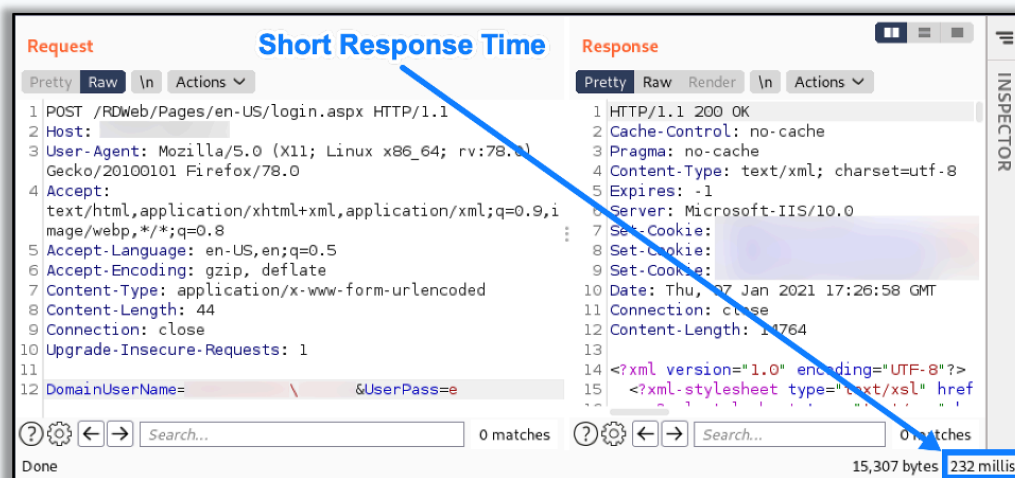 Request
Short Response Time
Response
Pretty Raw \n Actions
Pretty Raw Render \n Actions
INSPECTOR
1 POST /RDWeb/Pages/en-US/login.aspx HTTP/1.1
2 Host:
3 User-Agent: Mozilla/5.0 (X11; Linux x86_64; rv:78.0)
Gecko/20100101 Firefox/78.0
4 Accept:
text/html,application/xhtml+xml,application/xml;q=0.9,i
mage/webp,*/*;q=0.8
5 Accept-Language: en-US,en;q=0.5
6 Accept-Encoding: gzip, deflate
7 Content-Type: application/x-www-form-urlencoded
8 Content-Length: 44
9 Connection: close
10 Upgrade-Insecure-Requests: 1
11
12 DomainUserName= \ &UserPass=e
1 HTTP/1.1 200 OK
2 Cache-Control: no-cache
3 Pragma: no-cache
4 Content-Type: text/xml; charset=utf-8
5 Expires: -1
6 Server: Microsoft-IIS/10.0
7 Set-Cookie:
8 Set-Cookie:
9 Set-Cookie:
10 Date: Thu, 07 Jan 2021 17:26:58 GMT
11 Connection: close
12 Content-Length: 14764
13
14 <?xml version="1.0" encoding="UTF-8"?>
15 <?xml-stylesheet type="text/xsl" href
Search... 0 matches
Search... 0 matches
Done
15,307 bytes 232 millis